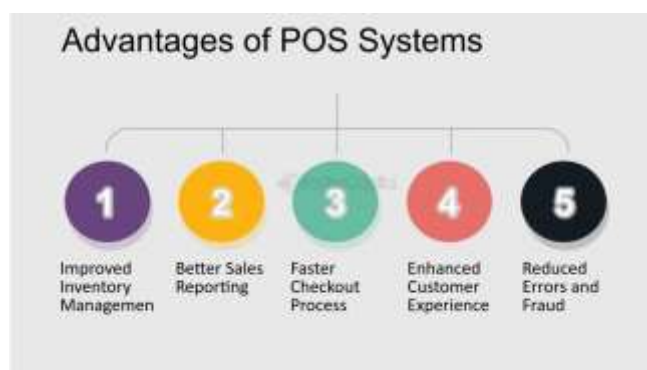 Advantages of POS Systems
1
2
3
4
5
Improved
Inventory
Managemen
Better Sales
Reporting
Faster
Checkout
Process
Enhanced
Customer
Experience
Reduced
Errors and
Fraud